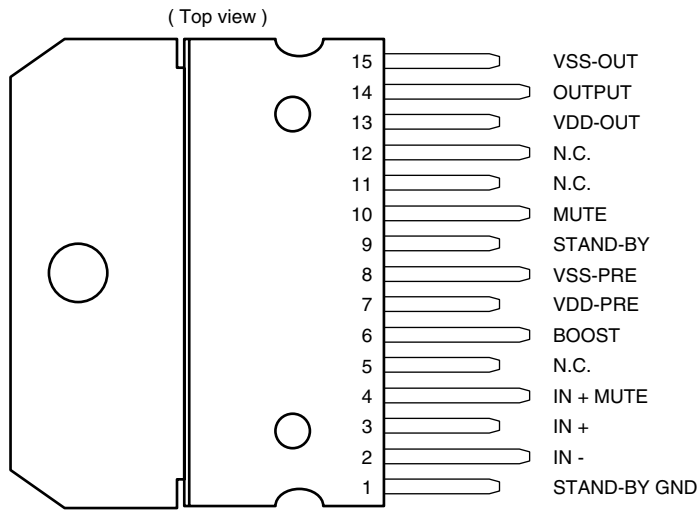 ( Top view )
15 VSS-OUT
14 OUTPUT
13 VDD-OUT
12 N.C.
11 N.C.
10 MUTE
9 STAND-BY
8 VSS-PRE
7 VDD-PRE
6 BOOST
5 N.C.
4 IN + MUTE
3 IN +
2 IN -
1 STAND-BY GND